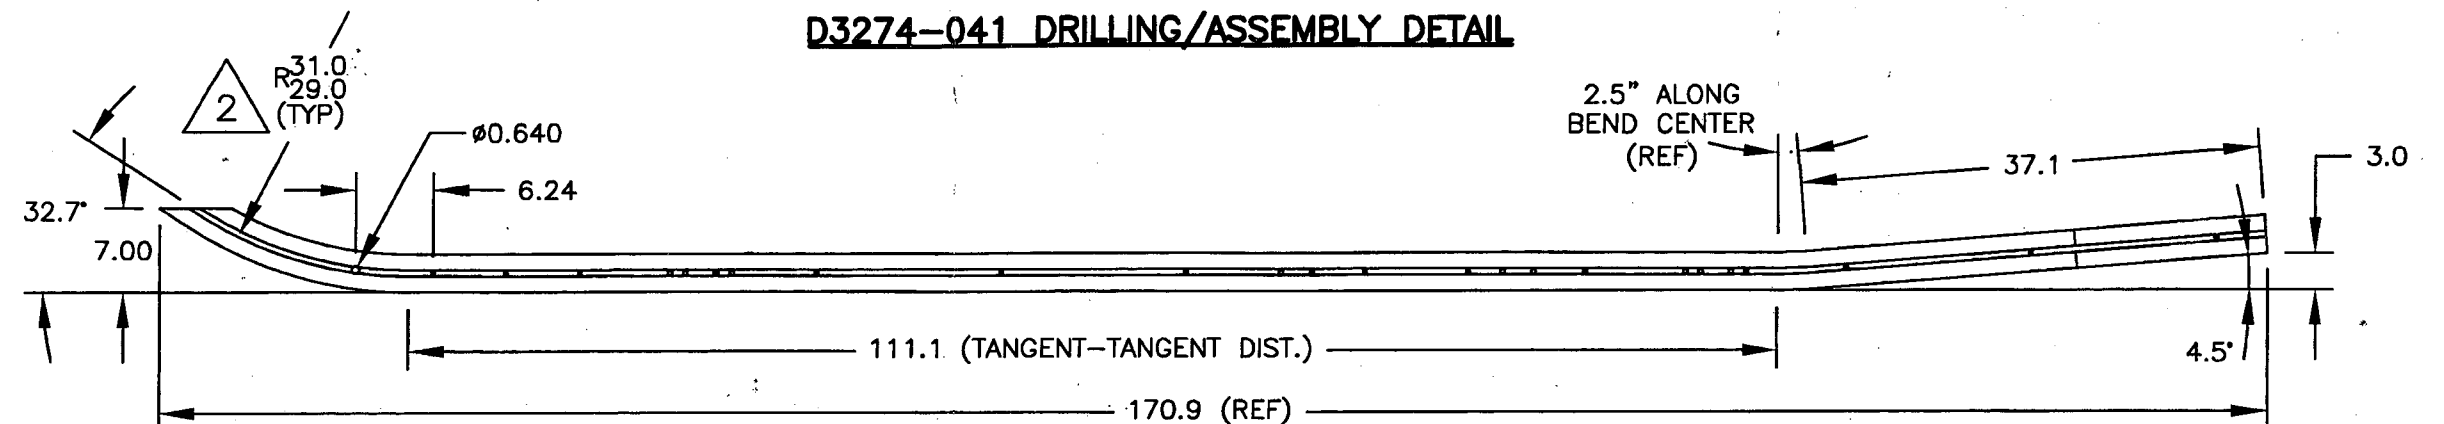 D3274-041 DRILLING/ASSEMBLY DETAIL
2
R31.0
29.0
(TYP)
ø0.640
2.5" ALONG
BEND CENTER
(REF)
37.1
3.0
6.24
32.7°
7.00
111.1 (TANGENT-TANGENT DIST.)
4.5°
170.9 (REF)